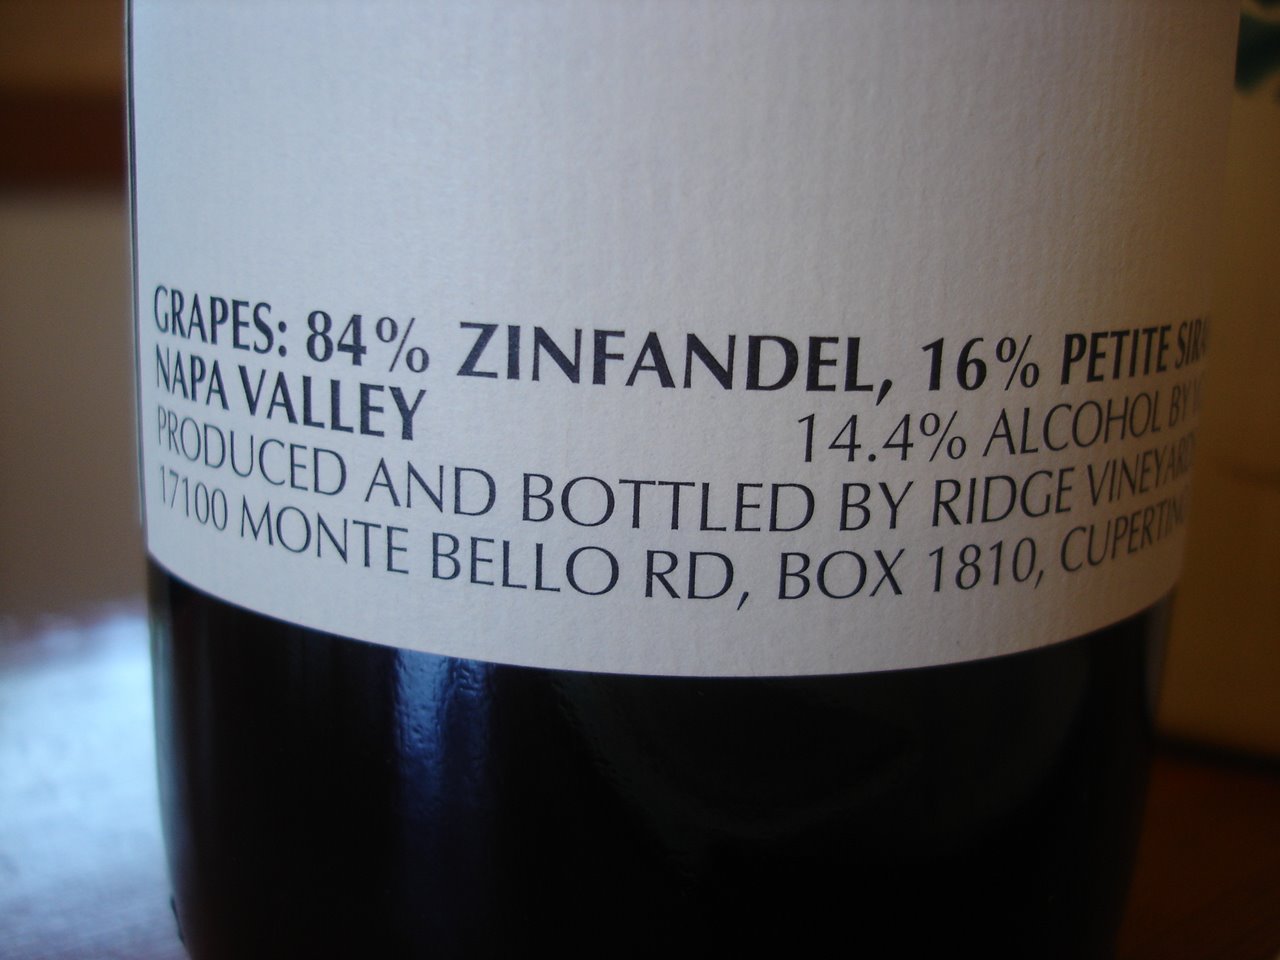 GRAPES: 84% ZINFANDEL, 16% PETITE
NAPA VALLEY 14.4% ALCOHOL BY
PRODUCED AND BOTTLED BY RIDGE
17100 MONTE BELLO RD, BOX 1810,